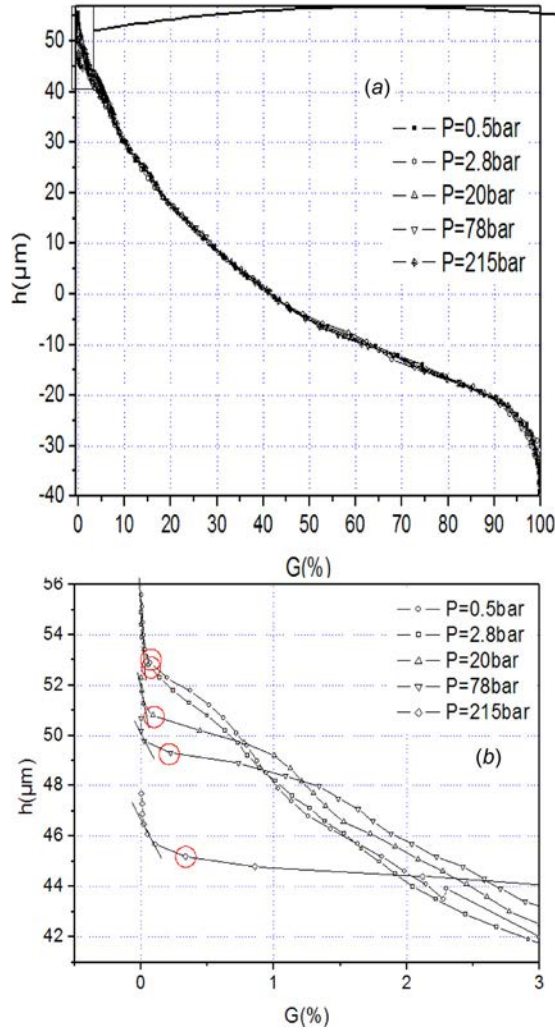 50
40
30
20
10
0
-10
-20
-30
-40
h(μm)
(a)
P=0.5bar
P=2.8bar
P=20bar
P=78bar
P=215bar
0 10 20 30 40 50 60 70 80 90 100
G(%)
56
54
52
50
48
46
44
42
h(μm)
P=0.5bar
P=2.8bar
P=20bar
P=78bar
P=215bar
(b)
0 1 2 3
G(%)